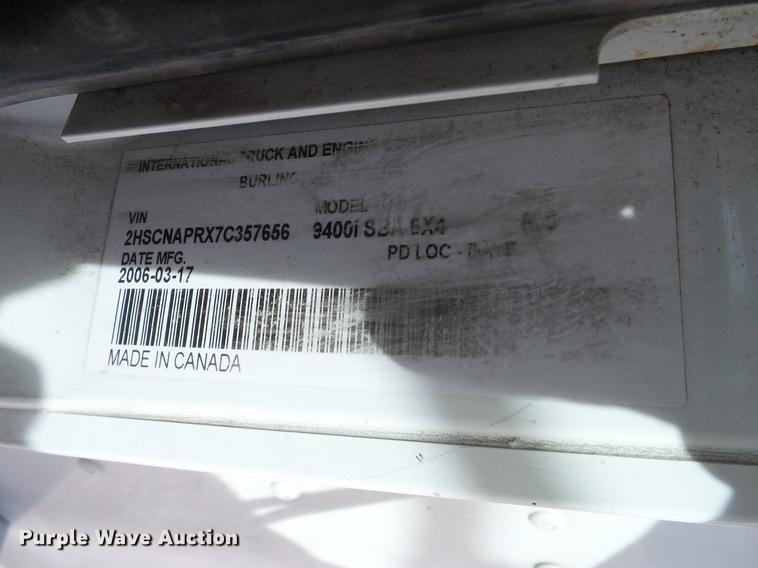 INTERNATIONAL TRUCK AND ENGINE
BURLINGTON
VIN MODEL
2HSCNAPRX7C357656 9400i SBA 6X4
DATE MFG. PD LOC -
2006-03-17
MADE IN CANADA
Purple Wave Auction